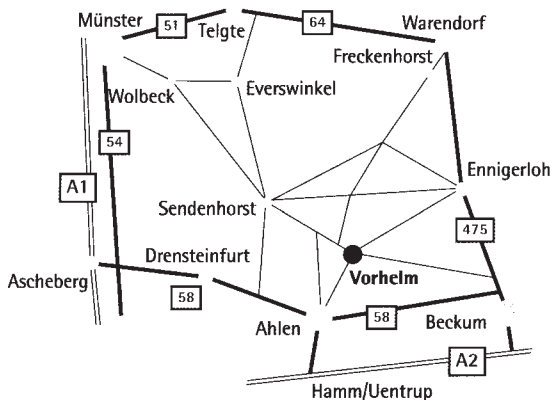 Münster
51
Telgte
64
Warendorf
Freckenhorst
Wolbeck
Everswinkel
54
A1
Ennigerloh
Sendenhorst
475
Drensteinfurt
Ascheberg
Vorhelm
58
Ahlen
58
Beckum
A2
Hamm/Uentrup